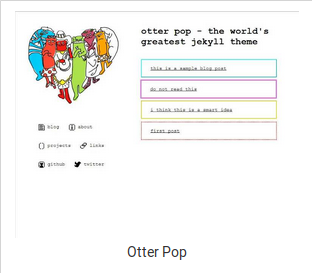 otter pop - the world's
greatest jekyll theme
this is a sample blog post
do not read this
i think this is a smart idea
first post
blog about
projects links
github twitter
Otter Pop